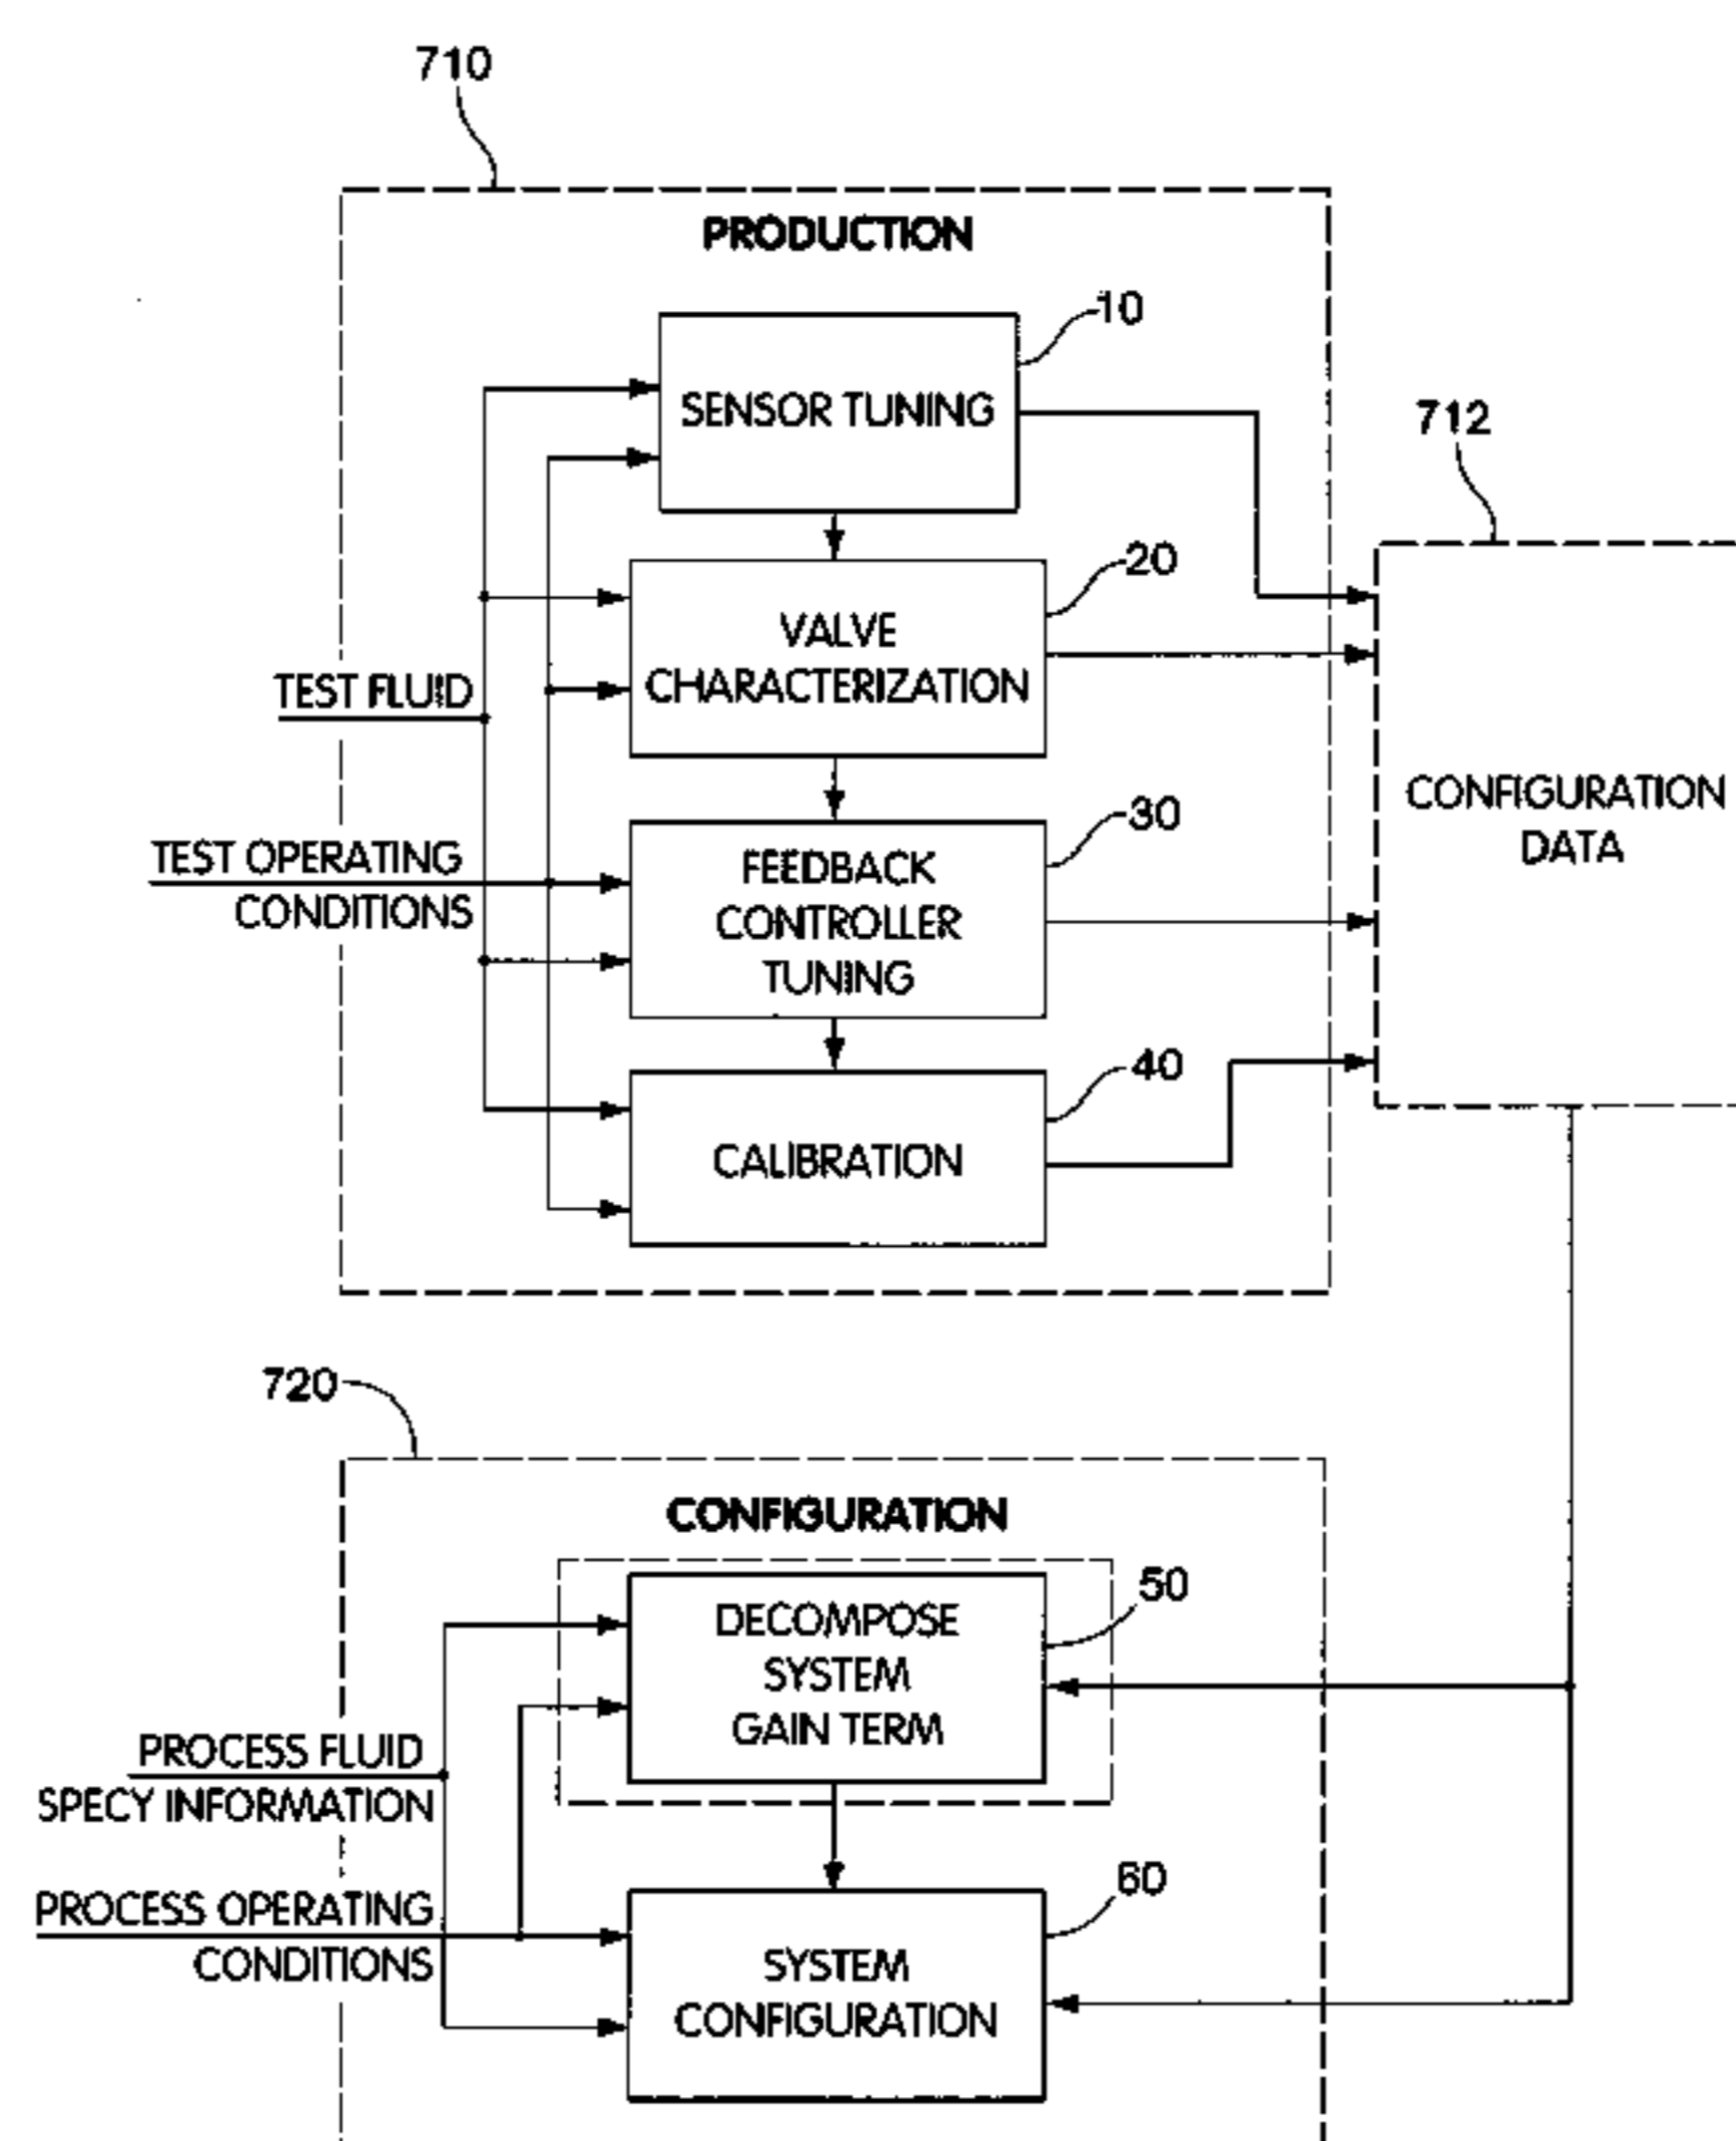 710
PRODUCTION
10
SENSOR TUNING
712
20
VALVE
CHARACTERIZATION
TEST FLUID
30
CONFIGURATION
DATA
TEST OPERATING
CONDITIONS
FEEDBACK
CONTROLLER
TUNING
40
CALIBRATION
720
CONFIGURATION
50
DECOMPOSE
SYSTEM
GAIN TERM
PROCESS FLUID
SPECY INFORMATION
60
PROCESS OPERATING
CONDITIONS
SYSTEM
CONFIGURATION